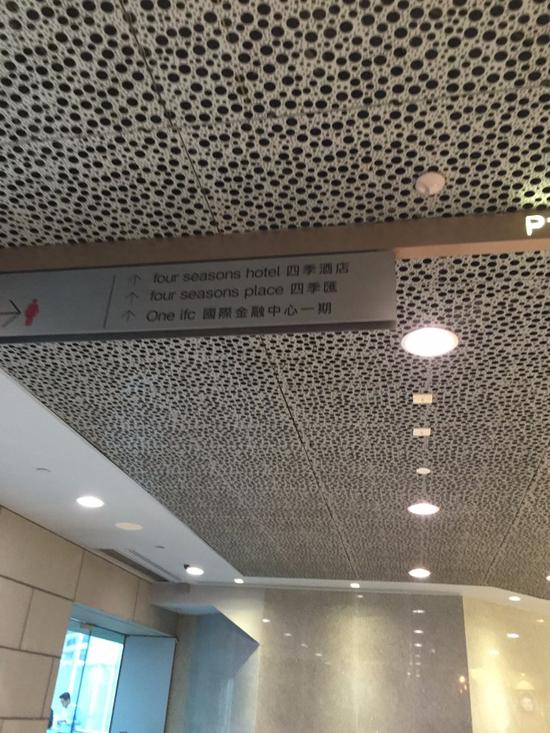 four seasons hotel 四季酒店
four seasons place 四季匯
One ifc 國際金融中心一期